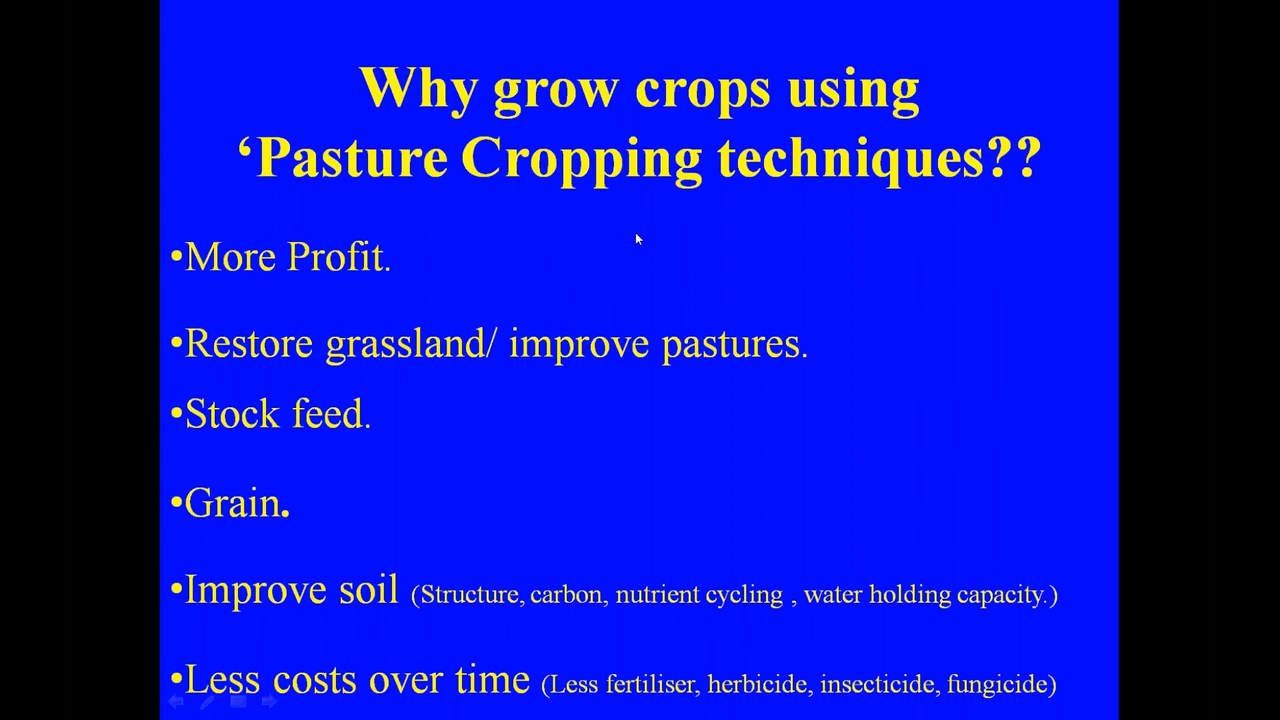 Why grow crops using
‘Pasture Cropping techniques??
•More Profit.
•Restore grassland/ improve pastures.
•Stock feed.
•Grain.
•Improve soil (Structure, carbon, nutrient cycling , water holding capacity.)
•Less costs over time (Less fertiliser, herbicide, insecticide, fungicide)